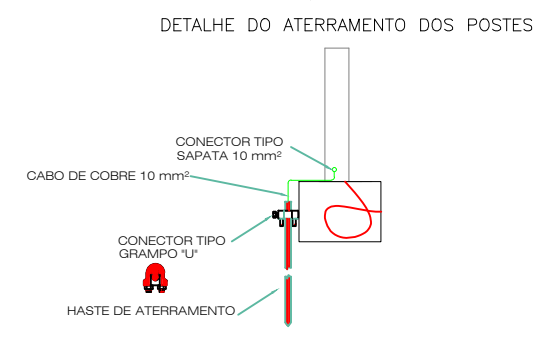 DETALHE DO ATERRAMENTO DOS POSTES
CONECTOR TIPO
SAPATA 10 mm²
CABO DE COBRE 10 mm²
CONECTOR TIPO
GRAMPO "U"
HASTE DE ATERRAMENTO